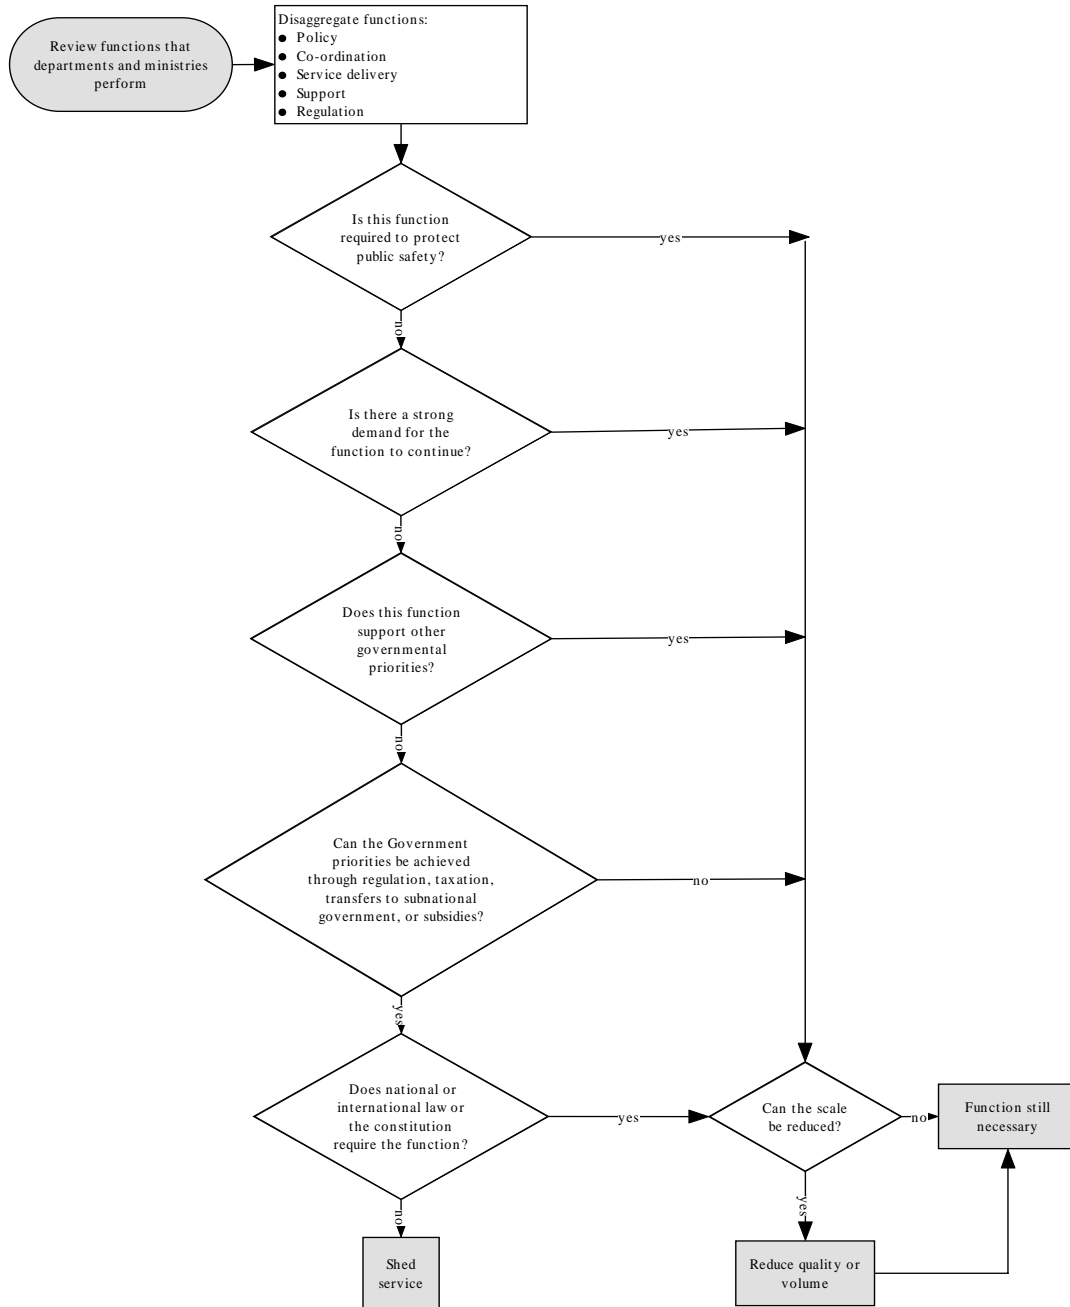 Review functions that
departments and ministries
perform
Disaggregate functions:
● Policy
● Co-ordination
● Service delivery
● Support
● Regulation
Is this function
required to protect
public safety?
yes
no
Is there a strong
demand for the
function to continue?
yes
no
Does this function
support other
governmental
priorities?
yes
no
Can the Government
priorities be achieved
through regulation, taxation,
transfers to subnational
government, or subsidies?
no
yes
Does national or
international law or
the constitution
require the function?
yes
Can the scale
be reduced?
no
Function still
necessary
no
yes
Shed
service
Reduce quality or
volume